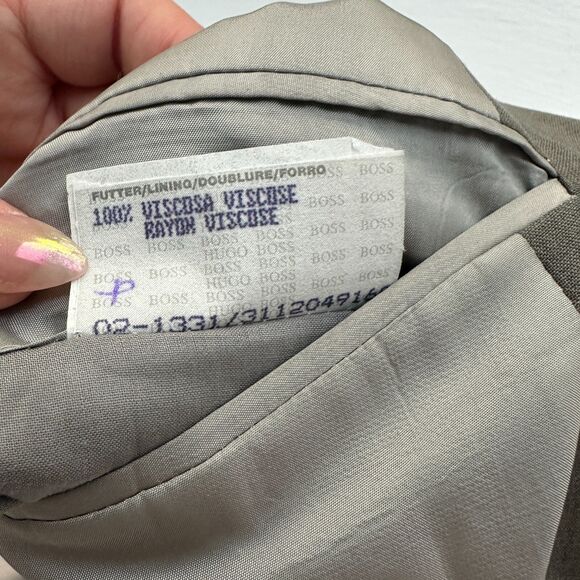 FUTTER/LINING/DOUBLURE/FORRO BOSS
100% VISCOSA VISCOSE BOSS BOSS
RAYON VISCOSE BOSS BOSS
BOSS BOSS BOSS BOSS BOSS
BOSS HUGO BOSS BOSS
BOSS BOSS BOSS BOSS BOSS
P BOSS HUGO BOSS BOSS
BOSS BOSS BOSS BOSS
02-1331/311204916